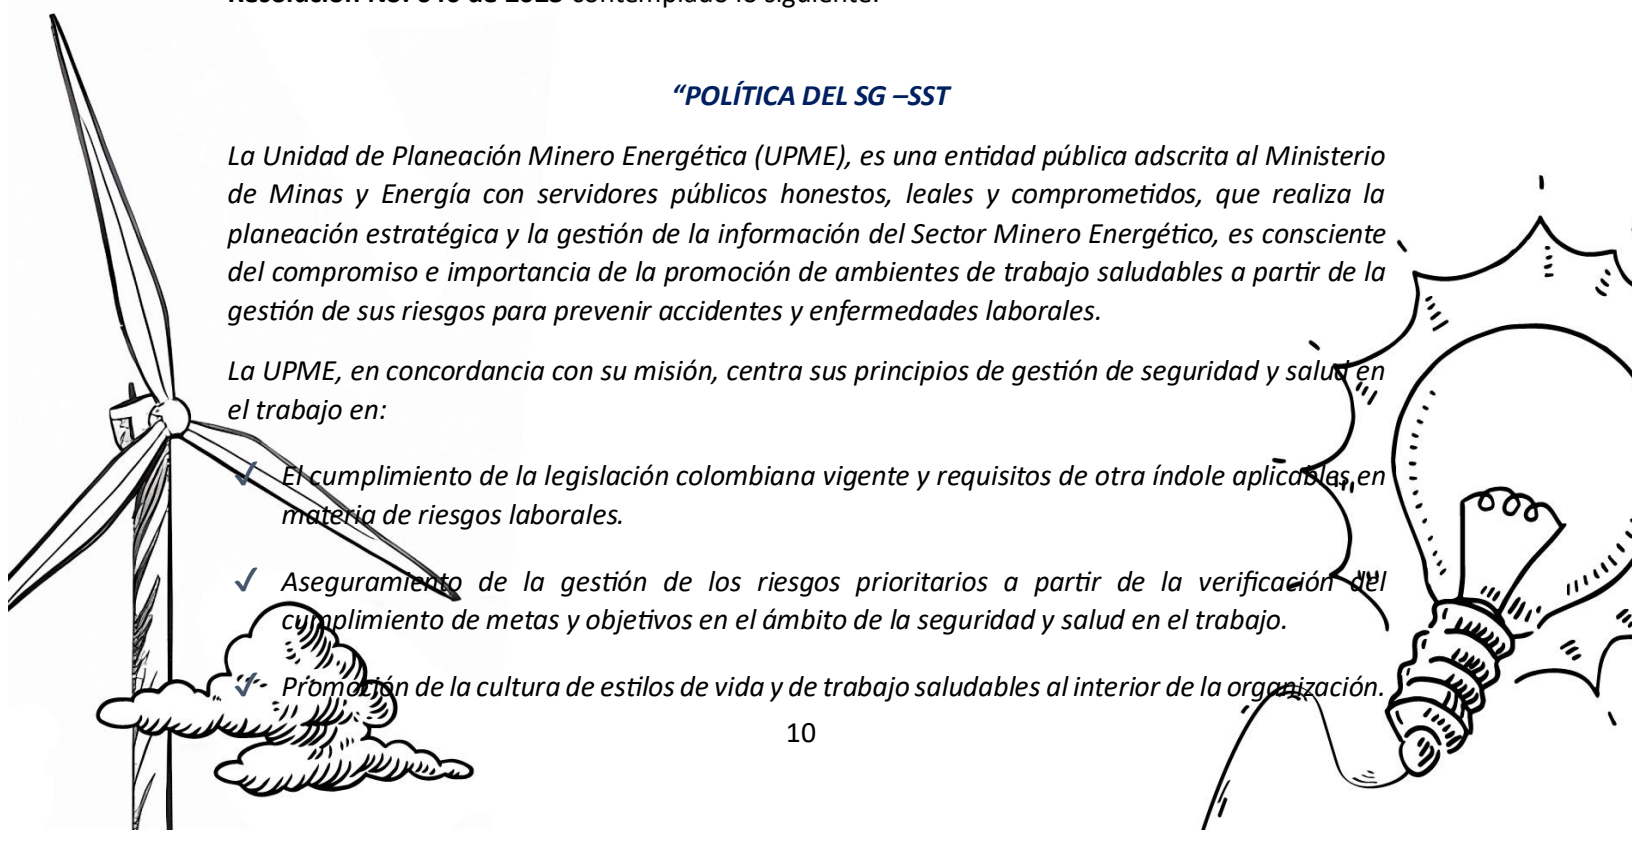 “POLÍTICA DEL SG –SST
La Unidad de Planeación Minero Energética (UPME), es una entidad pública adscrita al Ministerio
de Minas y Energía con servidores públicos honestos, leales y comprometidos, que realiza la
planeación estratégica y la gestión de la información del Sector Minero Energético, es consciente
del compromiso e importancia de la promoción de ambientes de trabajo saludables a partir de la
gestión de sus riesgos para prevenir accidentes y enfermedades laborales.
La UPME, en concordancia con su misión, centra sus principios de gestión de seguridad y salud en
el trabajo en:
✓ El cumplimiento de la legislación colombiana vigente y requisitos de otra índole aplicables en
materia de riesgos laborales.
✓ Aseguramiento de la gestión de los riesgos prioritarios a partir de la verificación del
cumplimiento de metas y objetivos en el ámbito de la seguridad y salud en el trabajo.
✓ Promoción de la cultura de estilos de vida y de trabajo saludables al interior de la organización.
10